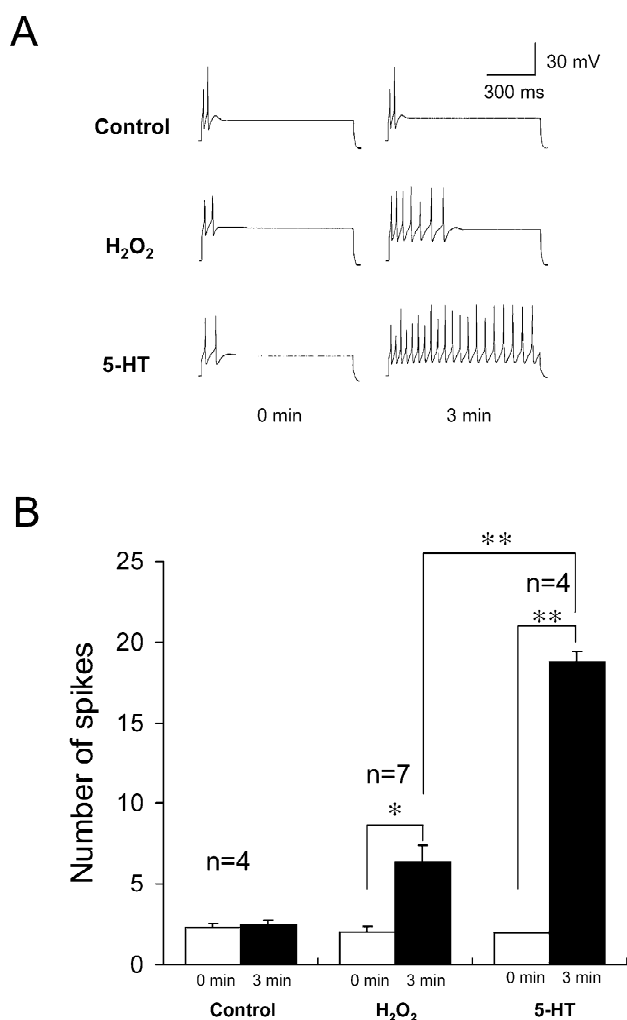 A
30 mV
300 ms
Control
H₂O₂
5-HT
0 min 3 min
B
Number of spikes
25
20
15
10
5
0
n=4
n=7
n=4
*
**
**
0 min 3 min 0 min 3 min 0 min 3 min
Control H₂O₂ 5-HT